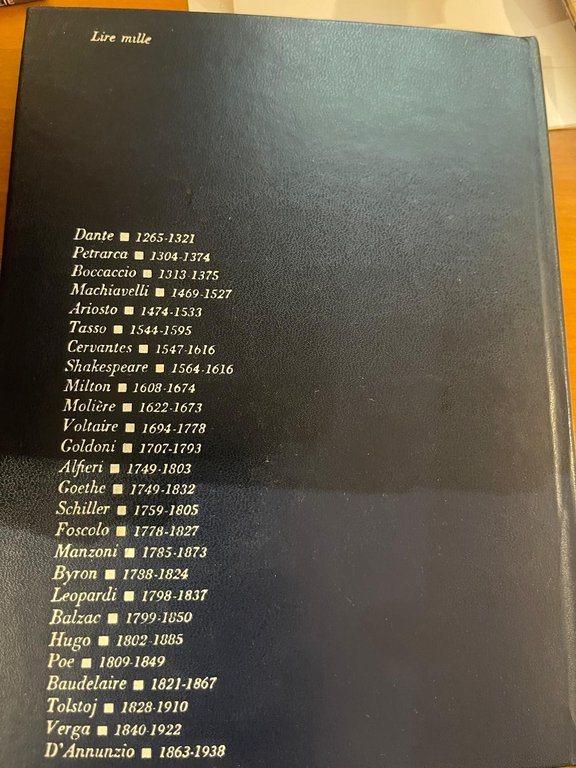 Lire mille
Dante ■ 1265-1321
Petrarca ■ 1304-1374
Boccaccio ■ 1313-1375
Machiavelli ■ 1469-1527
Ariosto ■ 1474-1533
Tasso ■ 1544-1595
Cervantes ■ 1547-1616
Shakespeare ■ 1564-1616
Milton ■ 1608-1674
Molière ■ 1622-1673
Voltaire ■ 1694-1778
Goldoni ■ 1707-1793
Alfieri ■ 1749-1803
Goethe ■ 1749-1832
Schiller ■ 1759-1805
Foscolo ■ 1778-1827
Manzoni ■ 1785-1873
Byron ■ 1788-1824
Leopardi ■ 1798-1837
Balzac ■ 1799-1850
Hugo ■ 1802-1885
Poe ■ 1809-1849
Baudelaire ■ 1821-1867
Tolstoj ■ 1828-1910
Verga ■ 1840-1922
D'Annunzio ■ 1863-1938